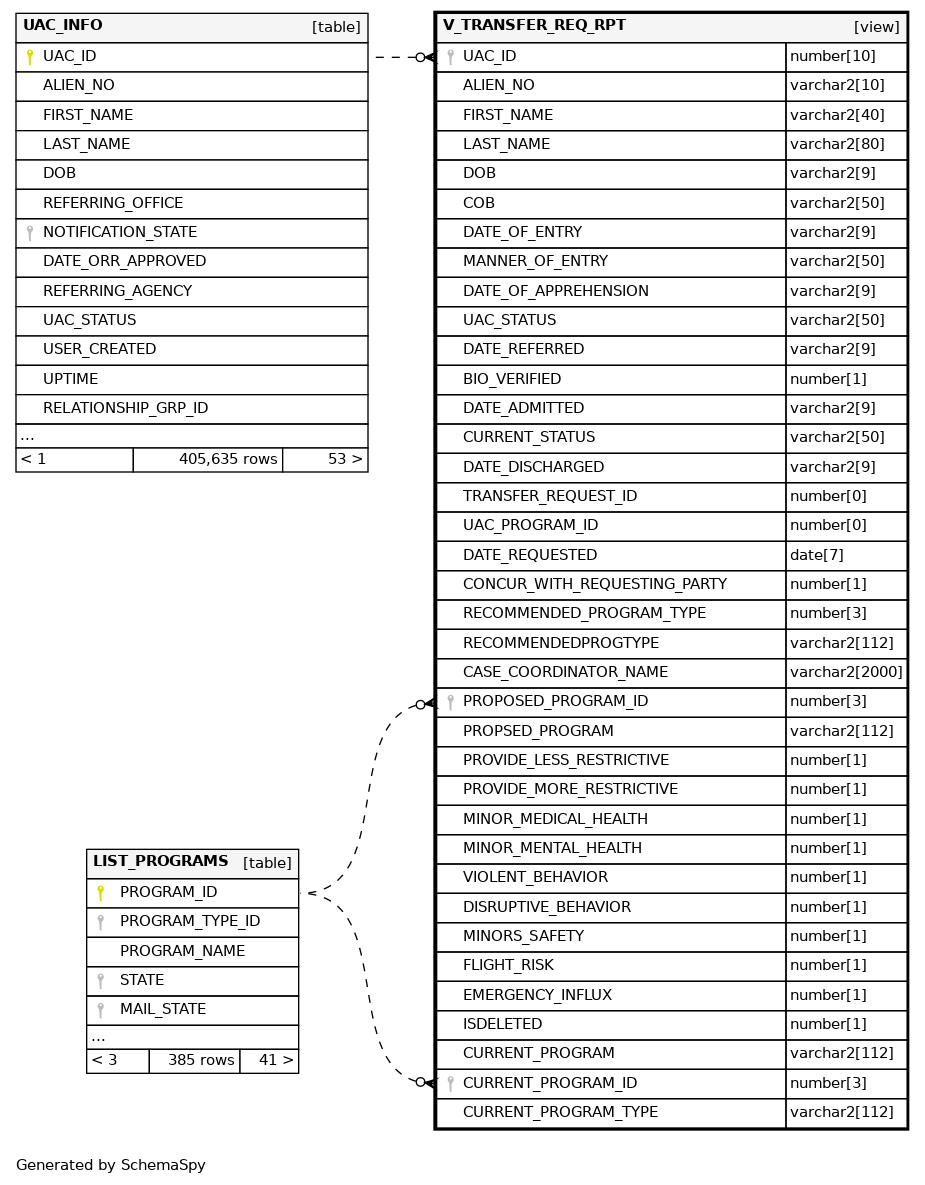 UAC_INFO [table]
UAC_ID
ALIEN_NO
FIRST_NAME
LAST_NAME
DOB
REFERRING_OFFICE
NOTIFICATION_STATE
DATE_ORR_APPROVED
REFERRING_AGENCY
UAC_STATUS
USER_CREATED
UPTIME
RELATIONSHIP_GRP_ID
...
< 1 405,635 rows 53 >
V_TRANSFER_REQ_RPT [view]
UAC_ID number[10]
ALIEN_NO varchar2[10]
FIRST_NAME varchar2[40]
LAST_NAME varchar2[80]
DOB varchar2[9]
COB varchar2[50]
DATE_OF_ENTRY varchar2[9]
MANNER_OF_ENTRY varchar2[50]
DATE_OF_APPREHENSION varchar2[9]
UAC_STATUS varchar2[50]
DATE_REFERRED varchar2[9]
BIO_VERIFIED number[1]
DATE_ADMITTED varchar2[9]
CURRENT_STATUS varchar2[50]
DATE_DISCHARGED varchar2[9]
TRANSFER_REQUEST_ID number[0]
UAC_PROGRAM_ID number[0]
DATE_REQUESTED date[7]
CONCUR_WITH_REQUESTING_PARTY number[1]
RECOMMENDED_PROGRAM_TYPE number[3]
RECOMMENDEDPROGTYPE varchar2[112]
CASE_COORDINATOR_NAME varchar2[2000]
PROPOSED_PROGRAM_ID number[3]
PROPSED_PROGRAM varchar2[112]
PROVIDE_LESS_RESTRICTIVE number[1]
PROVIDE_MORE_RESTRICTIVE number[1]
MINOR_MEDICAL_HEALTH number[1]
MINOR_MENTAL_HEALTH number[1]
VIOLENT_BEHAVIOR number[1]
DISRUPTIVE_BEHAVIOR number[1]
MINORS_SAFETY number[1]
FLIGHT_RISK number[1]
EMERGENCY_INFLUX number[1]
ISDELETED number[1]
CURRENT_PROGRAM varchar2[112]
CURRENT_PROGRAM_ID number[3]
CURRENT_PROGRAM_TYPE varchar2[112]
LIST_PROGRAMS [table]
PROGRAM_ID
PROGRAM_TYPE_ID
PROGRAM_NAME
STATE
MAIL_STATE
...
< 3 385 rows 41 >
Generated by SchemaSpy